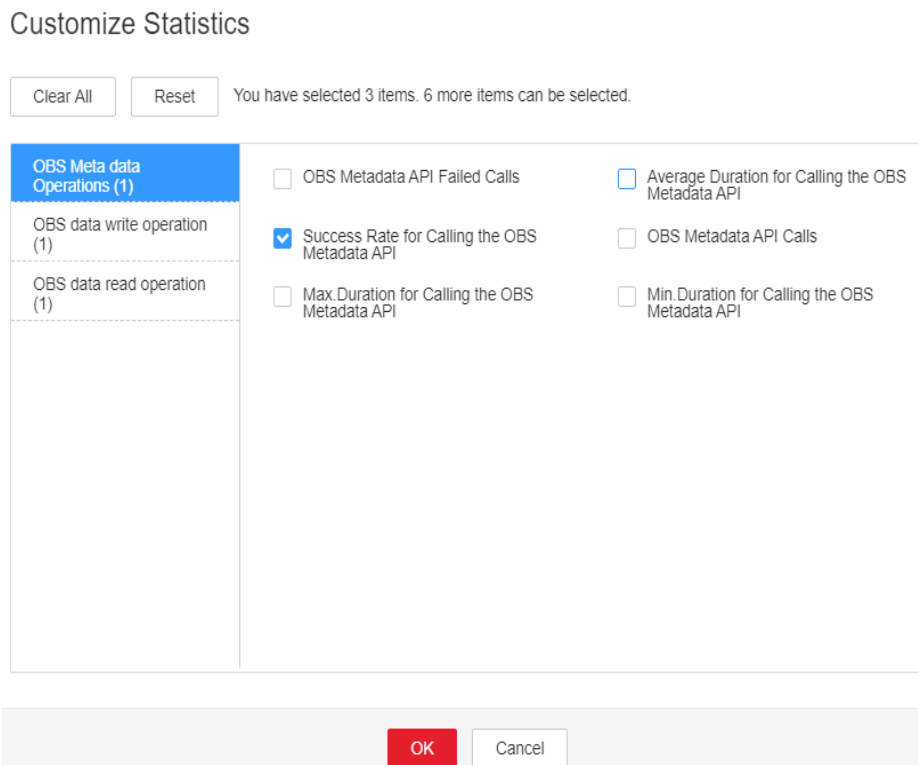 Customize Statistics
Clear All
Reset
You have selected 3 items. 6 more items can be selected.
OBS Meta data
Operations (1)
OBS data write operation
(1)
OBS data read operation
(1)
OBS Metadata API Failed Calls
Average Duration for Calling the OBS
Metadata API
Success Rate for Calling the OBS
Metadata API
OBS Metadata API Calls
Max.Duration for Calling the OBS
Metadata API
Min.Duration for Calling the OBS
Metadata API
OK
Cancel